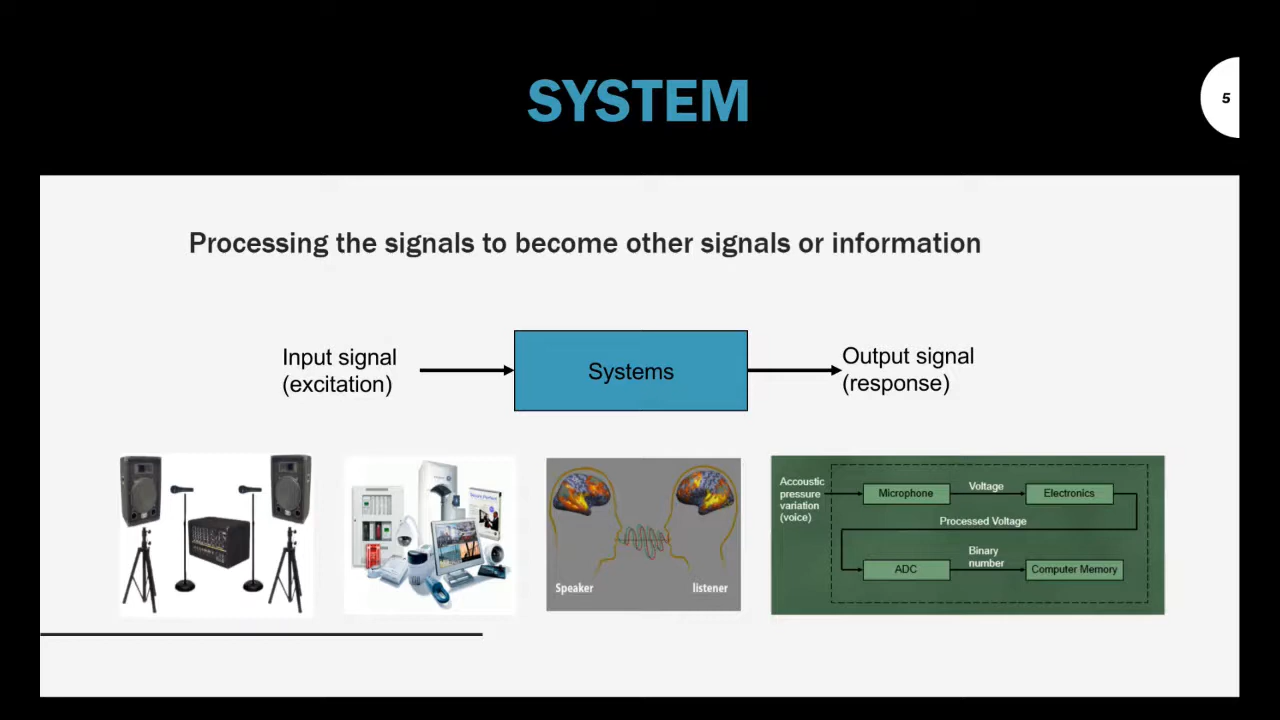 SYSTEM
5
Processing the signals to become other signals or information
Input signal
(excitation)
Systems
Output signal
(response)
Speaker
listener
Accoustic
pressure
variation
(voice)
Microphone
Voltage
Electronics
Processed Voltage
ADC
Binary
number
Computer Memory